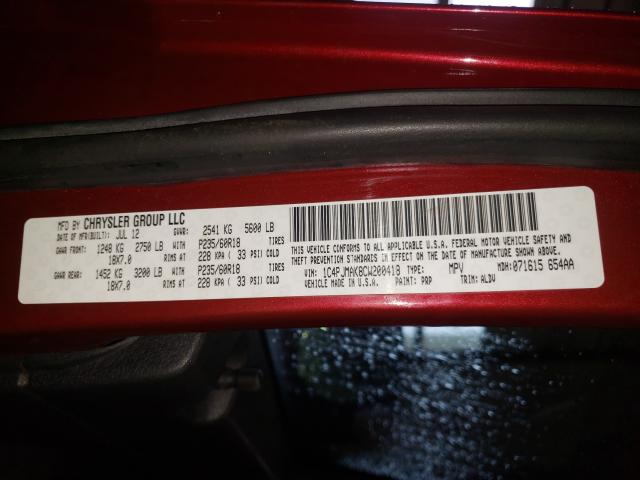 MFD BY CHRYSLER GROUP LLC
DATE OF MFR(BUILT): JUL 12 GVWR: 2541 KG 5600 LB
GAWR FRONT: 1248 KG 2750 LB WITH P235/60R18 TIRES
18X7.0 RIMS AT 228 KPA ( 33 PSI) COLD
GAWR REAR: 1452 KG 3200 LB WITH P235/60R18 TIRES
18X7.0 RIMS AT 228 KPA ( 33 PSI) COLD
THIS VEHICLE CONFORMS TO ALL APPLICABLE U.S.A. FEDERAL MOTOR VEHICLE SAFETY AND
THEFT PREVENTION STANDARDS IN EFFECT ON THE DATE OF MANUFACTURE SHOWN ABOVE.
VIN: 1C4PJMAK8CW200418 TYPE: MPV MDH: 071615 654AA
VEHICLE MADE IN U.S.A. PAINT: PRP TRIM: ALDV